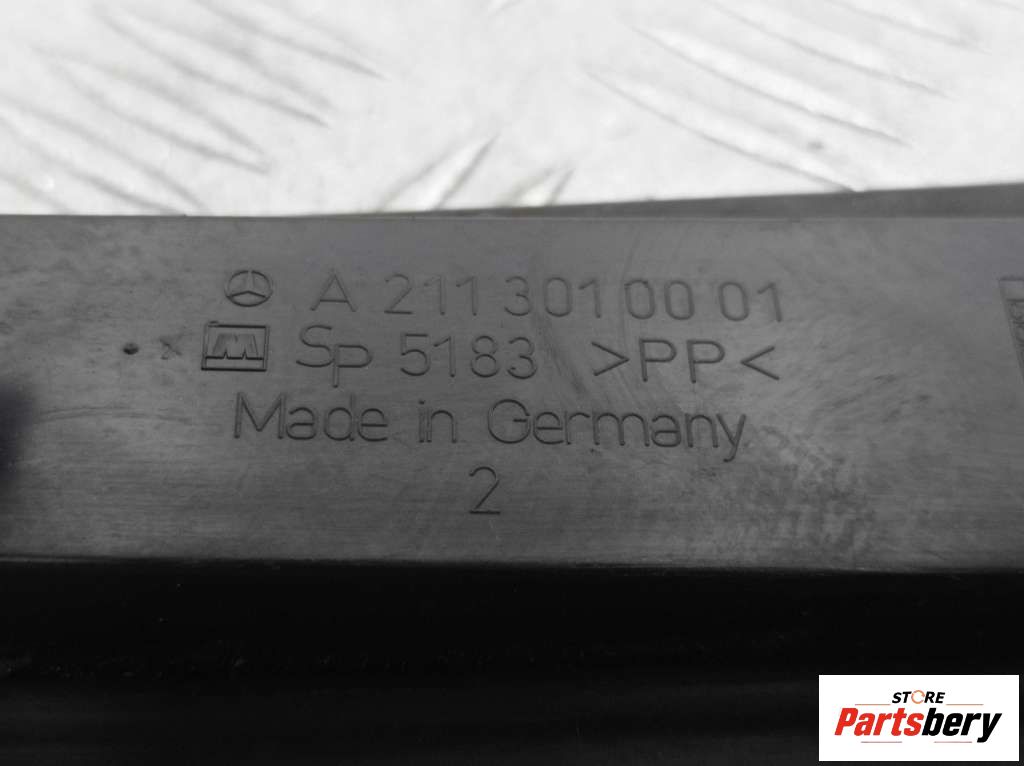 A 211 301 00 01
M Sp 5183 >PP<
Made in Germany
2
STORE
Partsbery